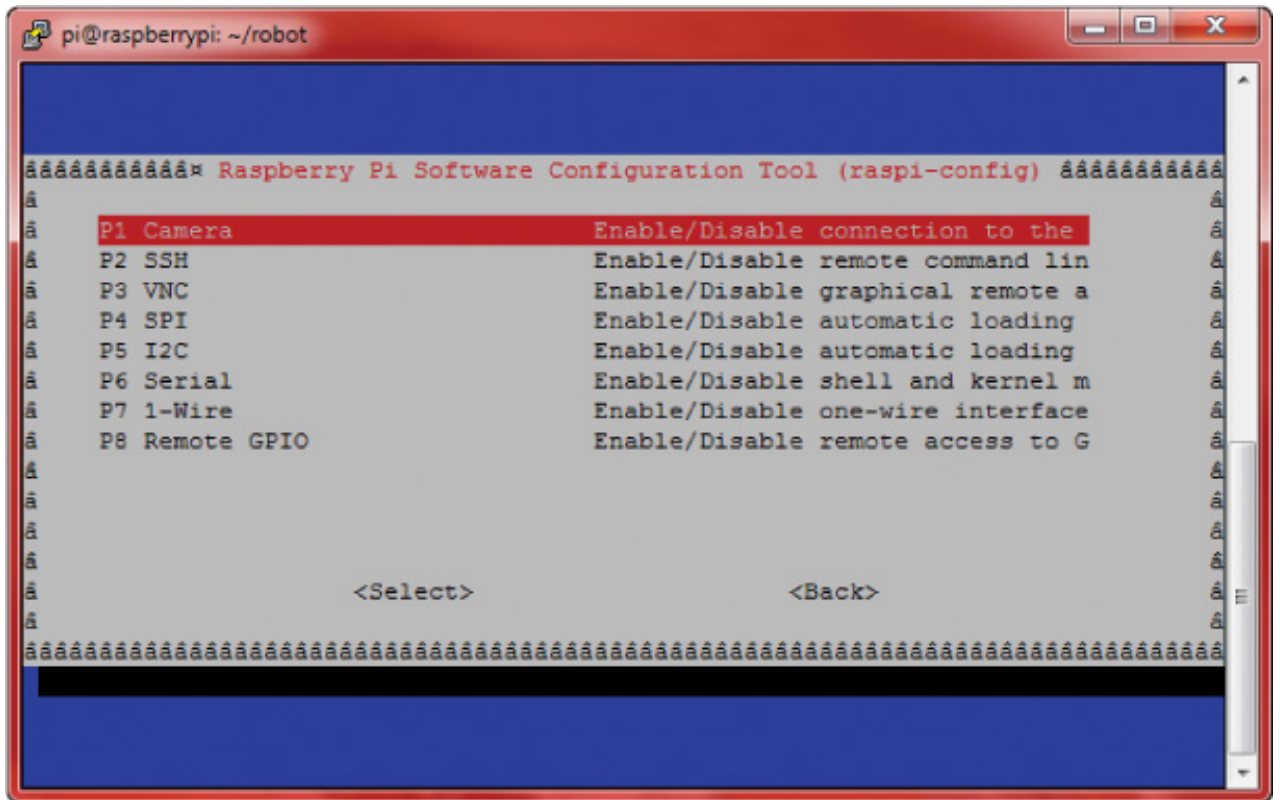 pi@raspberrypi: ~/robot
Raspberry Pi Software Configuration Tool (raspi-config)
P1 Camera Enable/Disable connection to the
P2 SSH Enable/Disable remote command lin
P3 VNC Enable/Disable graphical remote a
P4 SPI Enable/Disable automatic loading
P5 I2C Enable/Disable automatic loading
P6 Serial Enable/Disable shell and kernel m
P7 1-Wire Enable/Disable one-wire interface
P8 Remote GPIO Enable/Disable remote access to G
<Select> <Back>